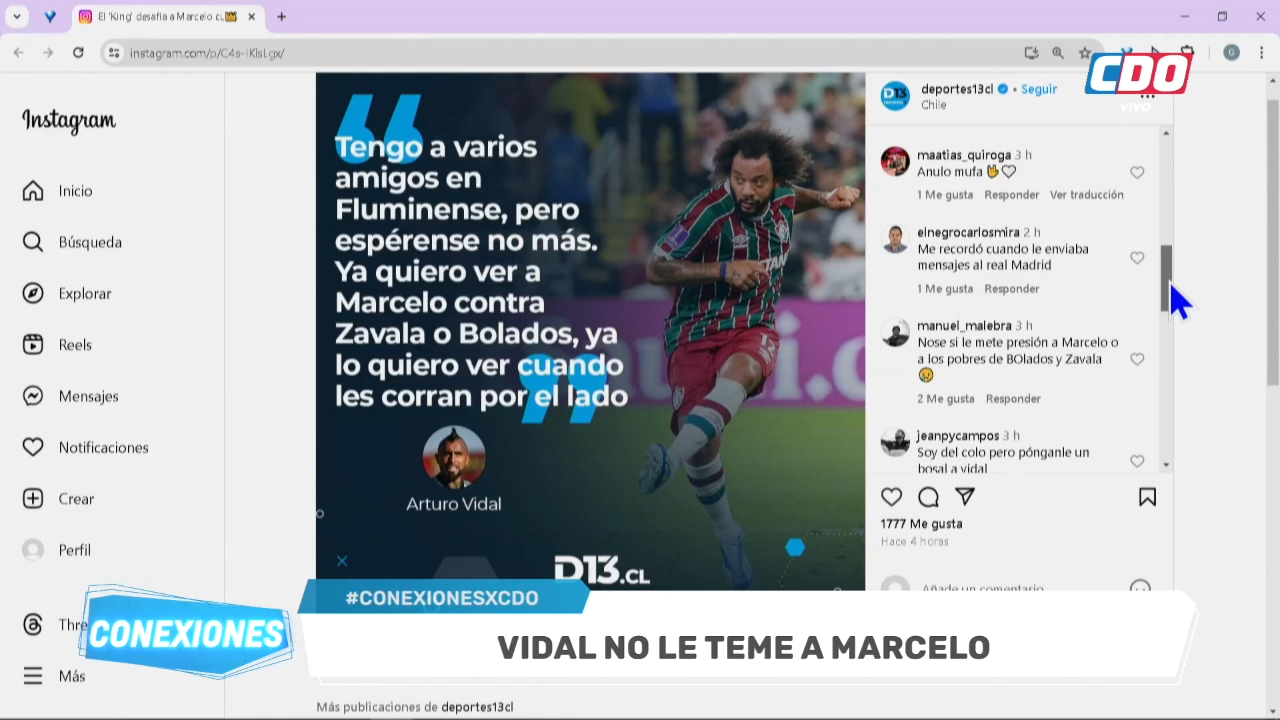 El 'King' desafía a Marcelo cu
instagram.com/p/C4s-iKlsLgx/
G
CDO
VIVO
Instagram
Inicio
Búsqueda
Explorar
Reels
Mensajes
Notificaciones
Crear
Perfil
Thre
Más
Tengo a varios
amigos en
Fluminense, pero
espérense no más.
Ya quiero ver a
Marcelo contra
Zavala o Bolados, ya
lo quiero ver cuando
les corran por el lado
Arturo Vidal
D13.CL
12
D13
deportes13cl • Seguir
Chile
maatias_quiroga 3 h
Anulo mufa 🤘🤍
1 Me gusta Responder Ver traducción
elnegrocarlosmira 2 h
Me recordó cuando le enviaba
mensajes al real Madrid
1 Me gusta Responder
manuel_malebra 3 h
Nose si le mete presión a Marcelo o
a los pobres de BOlados y Zavala
😢
2 Me gusta Responder
jeanpycampos 3 h
Soy del colo pero pónganle un
bosal a vidal
1777 Me gusta
Hace 4 horas
Añade un comentario
#CONEXIONESXCDO
CONEXIONES
VIDAL NO LE TEME A MARCELO
Más publicaciones de deportes13cl